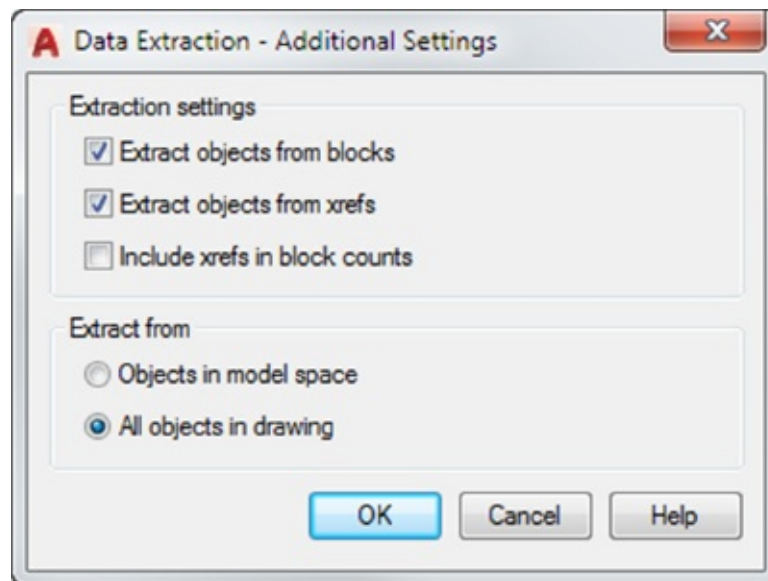 Data Extraction - Additional Settings
Extraction settings
Extract objects from blocks
Extract objects from xrefs
Include xrefs in block counts
Extract from
Objects in model space
All objects in drawing
OK Cancel Help